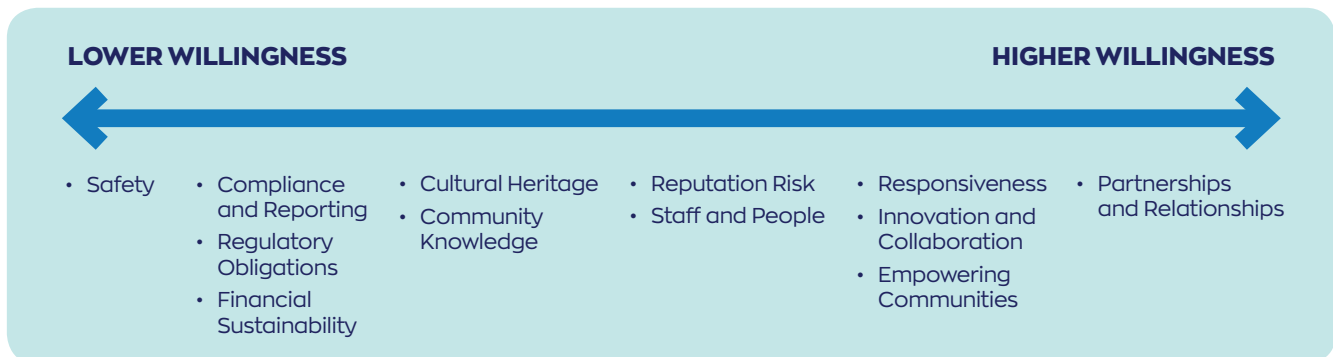 LOWER WILLINGNESS
HIGHER WILLINGNESS
• Safety
• Compliance
and Reporting
• Regulatory
Obligations
• Financial
Sustainability
• Cultural Heritage
• Community
Knowledge
• Reputation Risk
• Staff and People
• Responsiveness
• Innovation and
Collaboration
• Empowering
Communities
• Partnerships
and Relationships